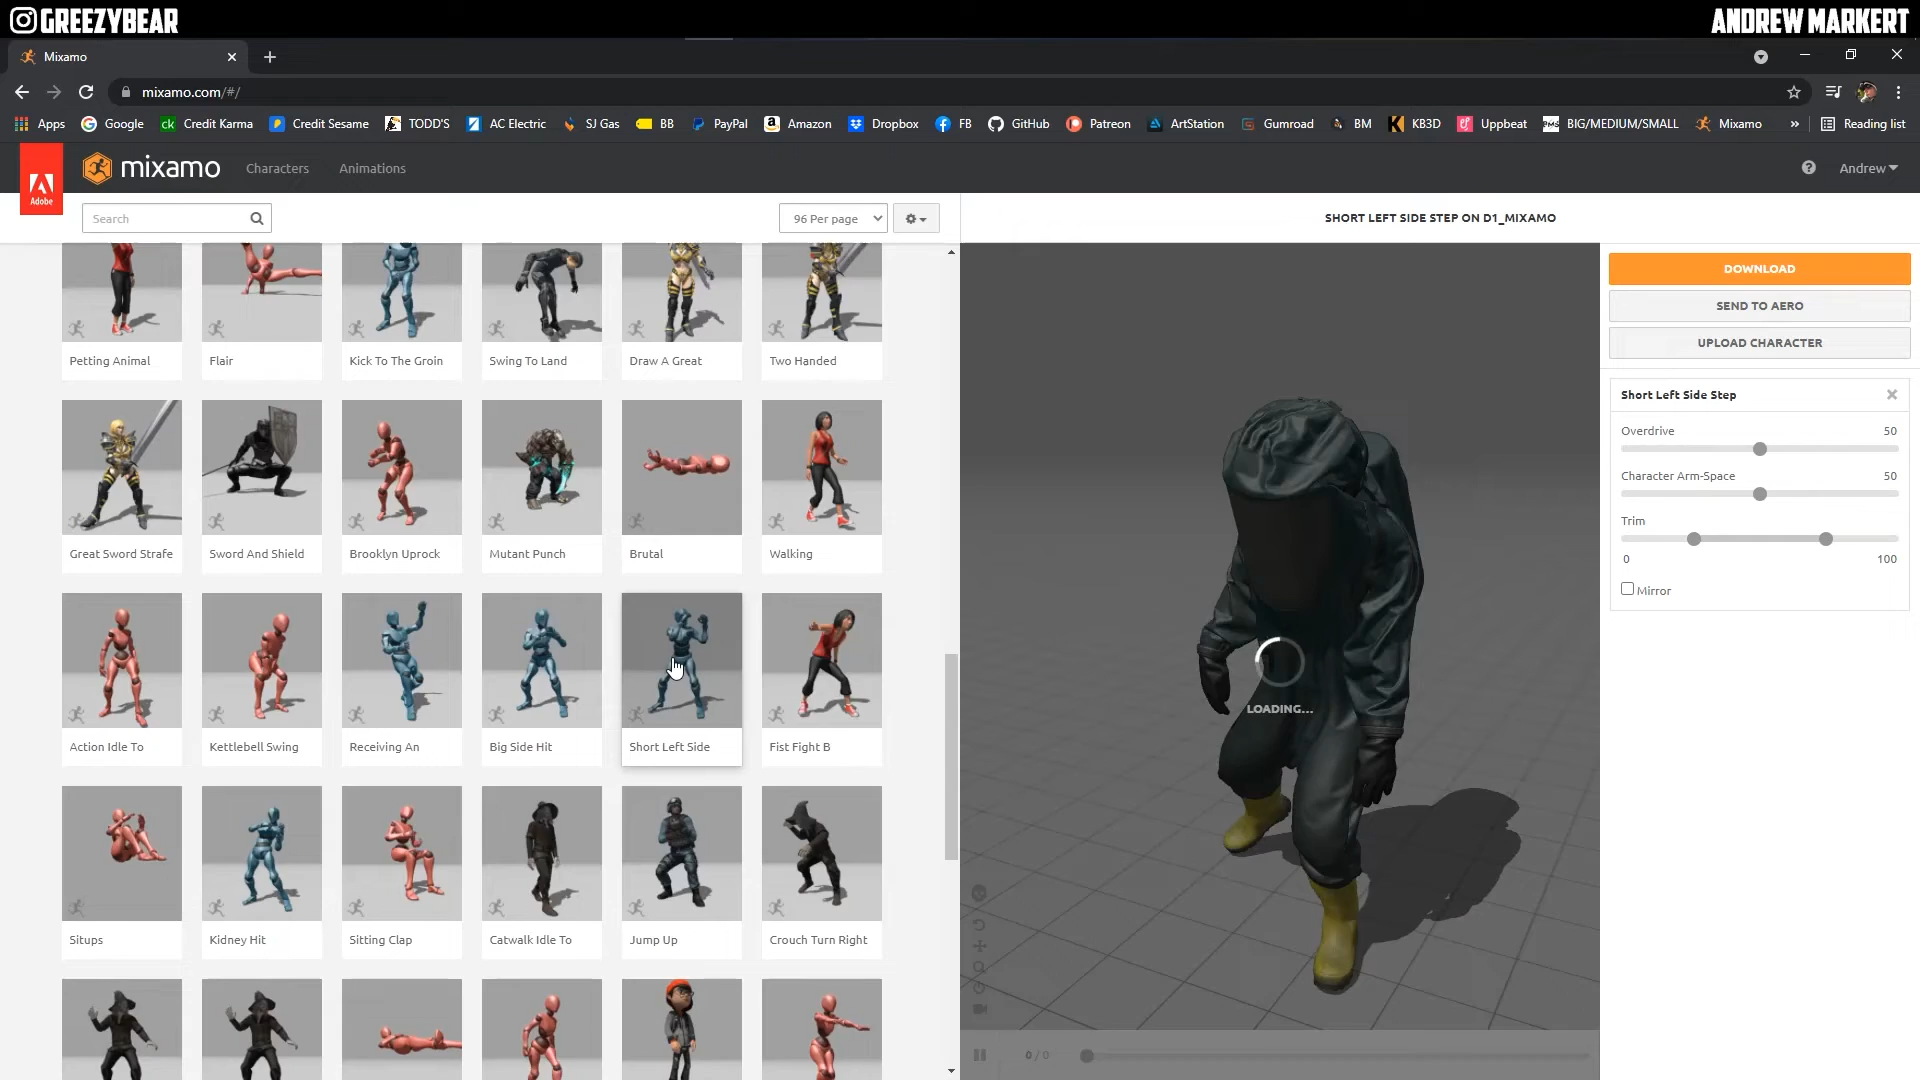 GREEZYBEAR
ANDREW MARKERT
Mixamo
mixamo.com/#/
Apps Google Credit Karma Credit Sesame TODD'S AC Electric SJ Gas BB PayPal Amazon Dropbox FB GitHub Patreon ArtStation Gumroad BM KB3D Uppbeat BIG/MEDIUM/SMALL Mixamo » Reading list
Adobe
mixamo Characters Animations Andrew
Search
96 Per page
SHORT LEFT SIDE STEP ON D1_MIXAMO
DOWNLOAD
SEND TO AERO
UPLOAD CHARACTER
Short Left Side Step
Overdrive 50
Character Arm-Space 50
Trim
0 100
Mirror
Petting Animal Flair Kick To The Groin Swing To Land Draw A Great Two Handed
Great Sword Strafe Sword And Shield Brooklyn Uprock Mutant Punch Brutal Walking
Action Idle To Kettlebell Swing Receiving An Big Side Hit Short Left Side Fist Fight B
Situps Kidney Hit Sitting Clap Catwalk Idle To Jump Up Crouch Turn Right
LOADING...
0 / 0